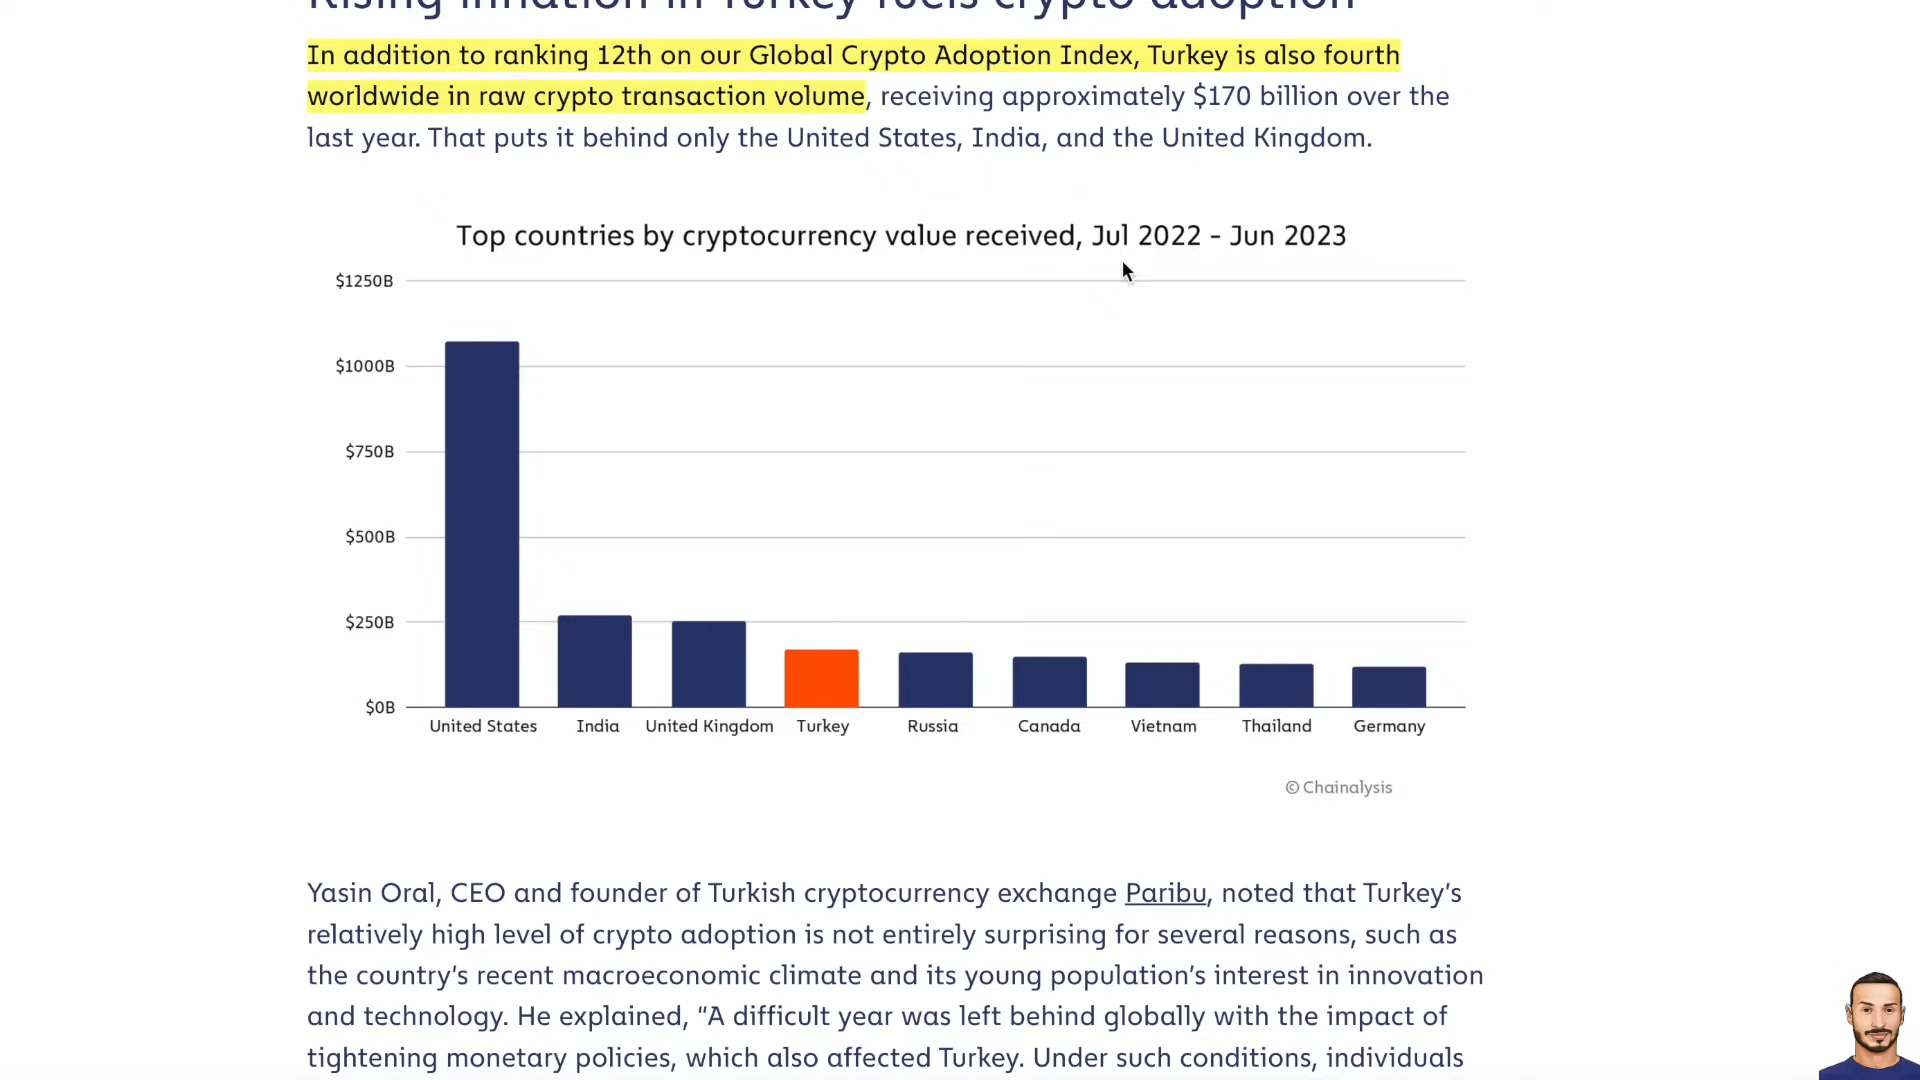 Rising inflation in Turkey fuels crypto adoption
In addition to ranking 12th on our Global Crypto Adoption Index, Turkey is also fourth
worldwide in raw crypto transaction volume, receiving approximately $170 billion over the
last year. That puts it behind only the United States, India, and the United Kingdom.
Top countries by cryptocurrency value received, Jul 2022 - Jun 2023
$1250B
$1000B
$750B
$500B
$250B
$0B
United States India United Kingdom Turkey Russia Canada Vietnam Thailand Germany
© Chainalysis
Yasin Oral, CEO and founder of Turkish cryptocurrency exchange Paribu, noted that Turkey’s
relatively high level of crypto adoption is not entirely surprising for several reasons, such as
the country’s recent macroeconomic climate and its young population’s interest in innovation
and technology. He explained, “A difficult year was left behind globally with the impact of
tightening monetary policies, which also affected Turkey. Under such conditions, individuals